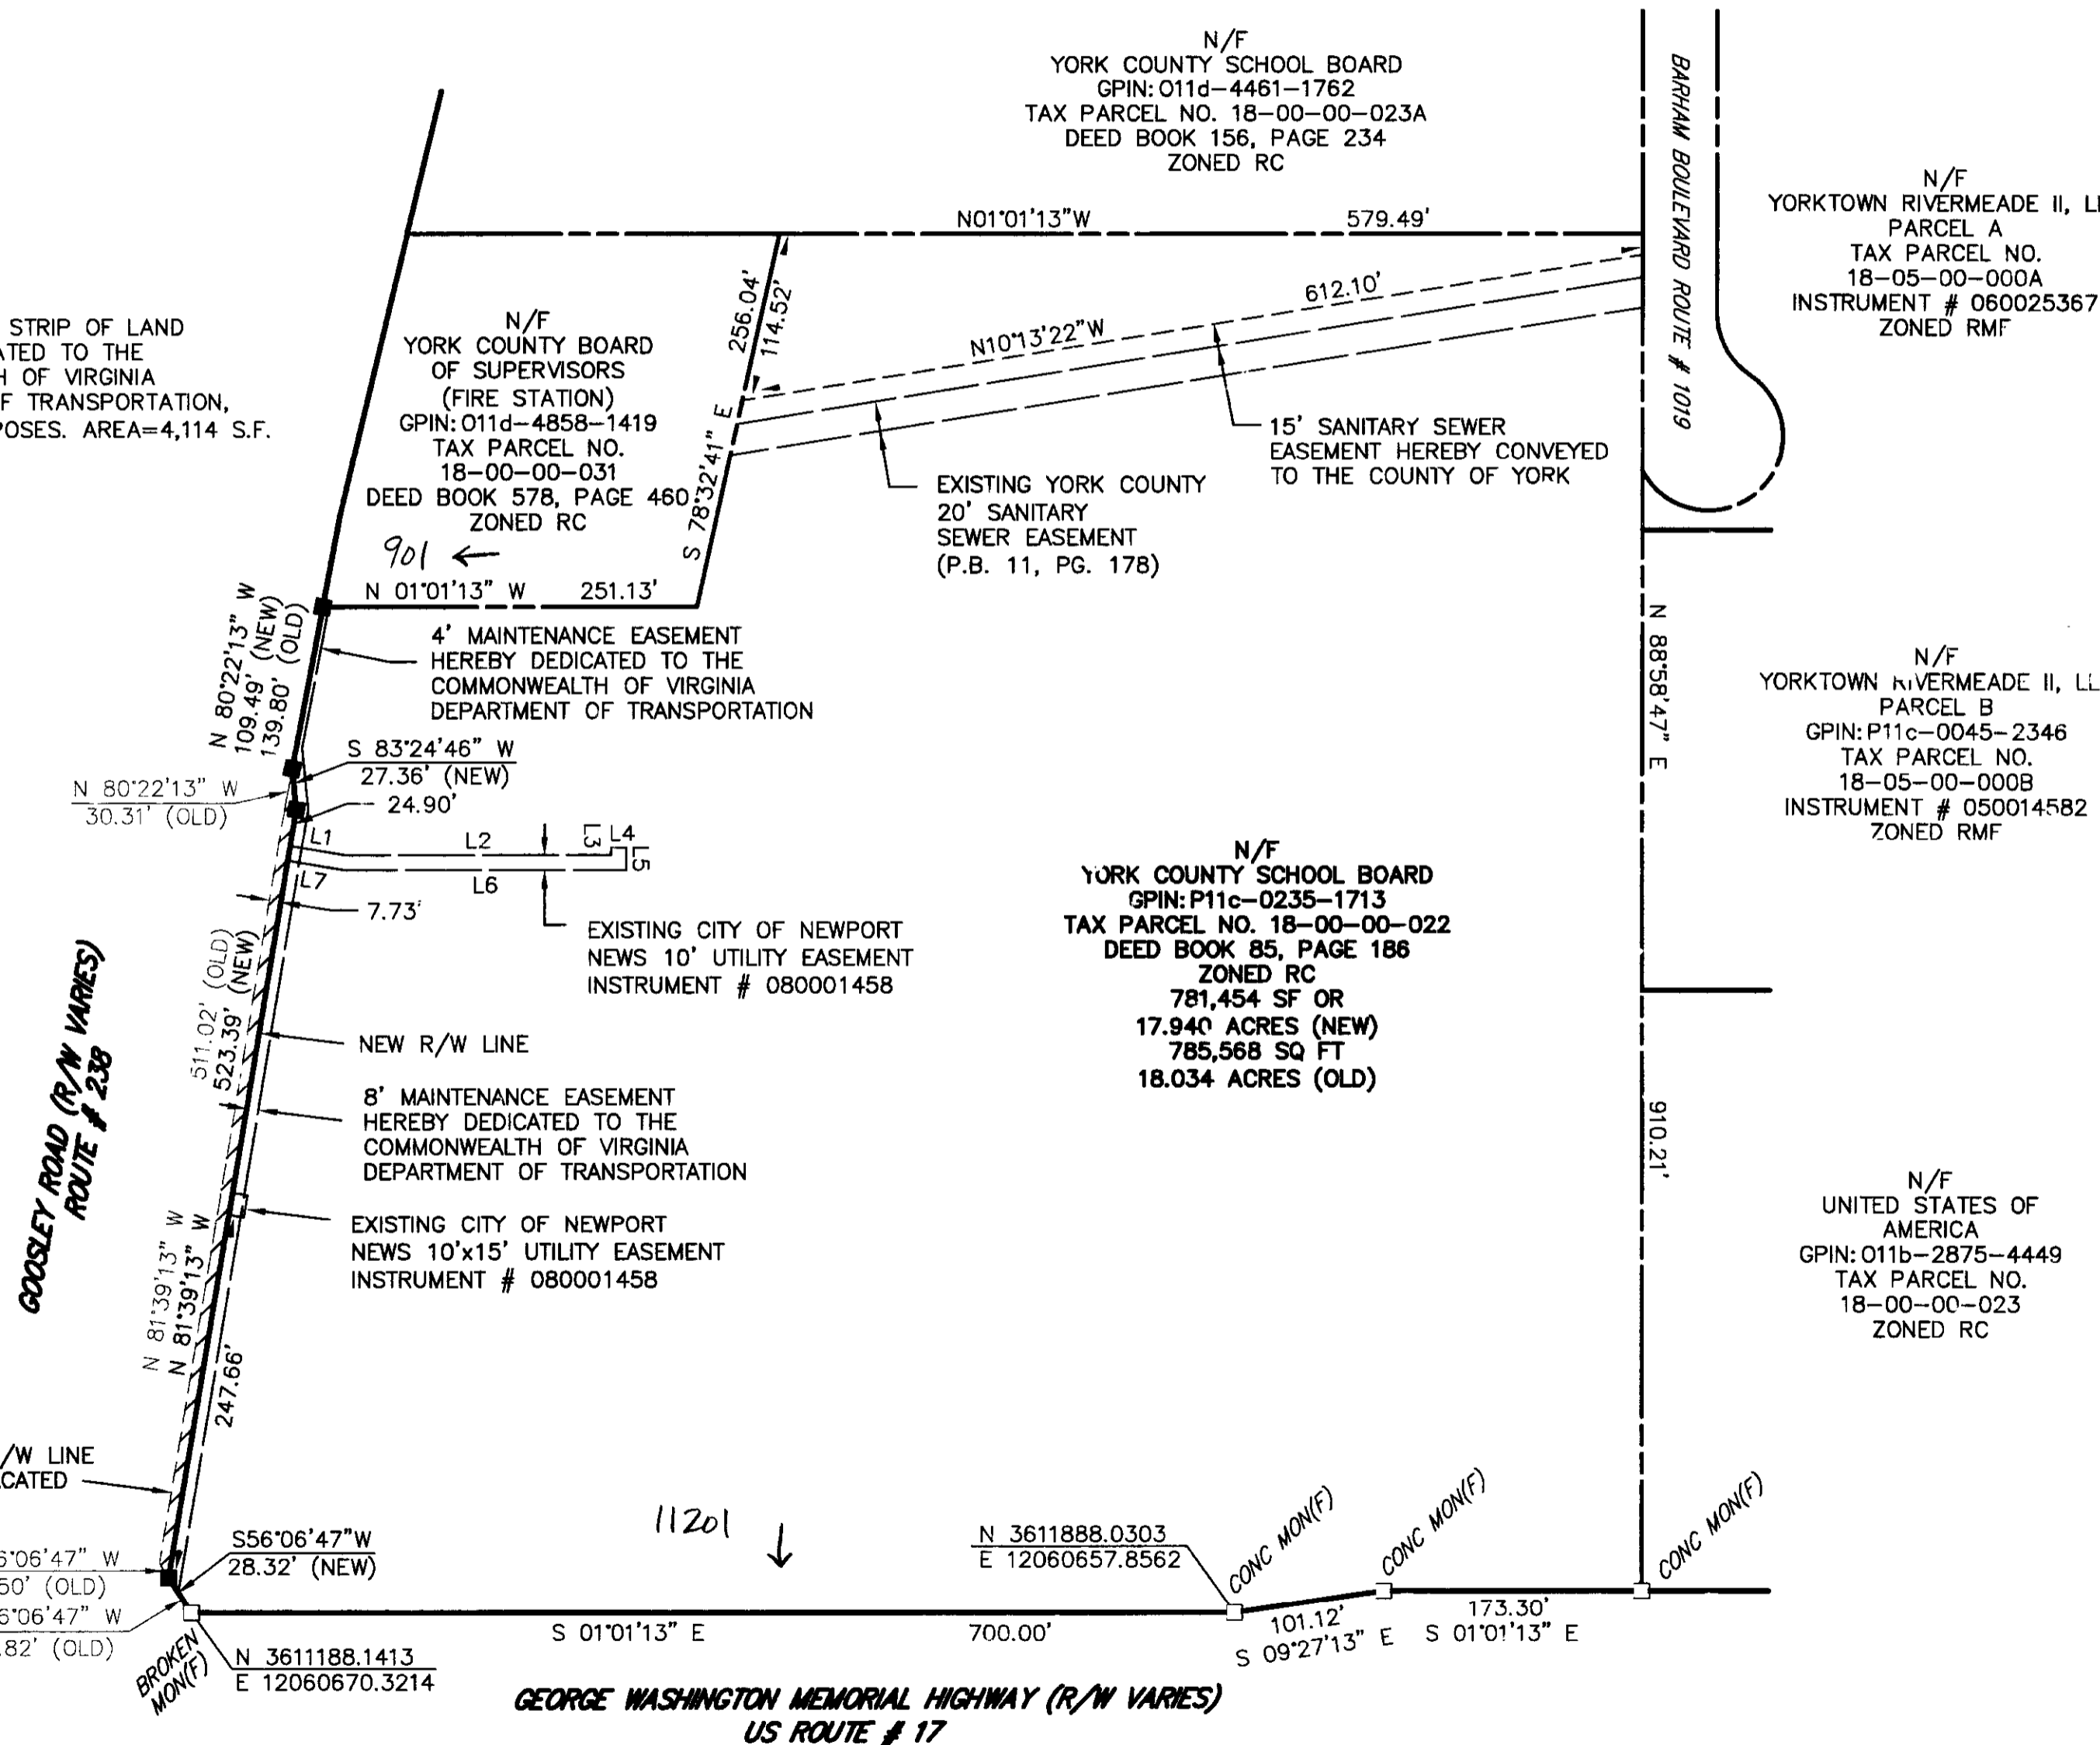 N/F
YORK COUNTY SCHOOL BOARD
GPIN: O11d-4461-1762
TAX PARCEL NO. 18-00-00-023A
DEED BOOK 156, PAGE 234
ZONED RC
BARHAM BOULEVARD ROUTE # 1019
N/F
YORKTOWN RIVERMEADE II, LL
PARCEL A
TAX PARCEL NO.
18-05-00-000A
INSTRUMENT # 060025367
ZONED RMF
N01°01'13"W 579.49'
STRIP OF LAND
ATED TO THE
H OF VIRGINIA
F TRANSPORTATION,
POSES. AREA=4,114 S.F.
N/F
YORK COUNTY BOARD
OF SUPERVISORS
(FIRE STATION)
GPIN: O11d-4858-1419
TAX PARCEL NO.
18-00-00-031
DEED BOOK 578, PAGE 460
ZONED RC
901 ←
256.04'
114.52'
S 78°32'41" E
N10°13'22"W 612.10'
15' SANITARY SEWER
EASEMENT HEREBY CONVEYED
TO THE COUNTY OF YORK
EXISTING YORK COUNTY
20' SANITARY
SEWER EASEMENT
(P.B. 11, PG. 178)
N 01°01'13" W 251.13'
4' MAINTENANCE EASEMENT
HEREBY DEDICATED TO THE
COMMONWEALTH OF VIRGINIA
DEPARTMENT OF TRANSPORTATION
N 80°22'13" W
109.49' (NEW)
139.80' (OLD)
S 83°24'46" W
27.36' (NEW)
N 80°22'13" W
30.31' (OLD)
24.90'
L1
L2
L3
L4
L5
L6
L7
7.73'
EXISTING CITY OF NEWPORT
NEWS 10' UTILITY EASEMENT
INSTRUMENT # 080001458
N 88°58'47" E
910.21'
N/F
YORKTOWN RIVERMEADE II, LL
PARCEL B
GPIN: P11c-0045-2346
TAX PARCEL NO.
18-05-00-000B
INSTRUMENT # 050014582
ZONED RMF
N/F
YORK COUNTY SCHOOL BOARD
GPIN: P11c-0235-1713
TAX PARCEL NO. 18-00-00-022
DEED BOOK 85, PAGE 186
ZONED RC
781,454 SF OR
17.940 ACRES (NEW)
785,568 SQ FT
18.034 ACRES (OLD)
GOOSLEY ROAD (R/W VARIES)
ROUTE # 238
511.02' (OLD)
523.39' (NEW)
NEW R/W LINE
8' MAINTENANCE EASEMENT
HEREBY DEDICATED TO THE
COMMONWEALTH OF VIRGINIA
DEPARTMENT OF TRANSPORTATION
EXISTING CITY OF NEWPORT
NEWS 10'x15' UTILITY EASEMENT
INSTRUMENT # 080001458
N/F
UNITED STATES OF
AMERICA
GPIN: O11b-2875-4449
TAX PARCEL NO.
18-00-00-023
ZONED RC
N 81°39'13" W
N 81°39'13" W
247.66'
/W LINE
CATED
6°06'47" W
50' (OLD)
6°06'47" W
.82' (OLD)
S56°06'47"W
28.32' (NEW)
11201 ↓
N 3611888.0303
E 12060657.8562
CONC MON(F)
CONC MON(F)
CONC MON(F)
BROKEN
MON(F)
N 3611188.1413
E 12060670.3214
S 01°01'13" E 700.00'
101.12'
S 09°27'13" E
173.30'
S 01°01'13" E
GEORGE WASHINGTON MEMORIAL HIGHWAY (R/W VARIES)
US ROUTE # 17